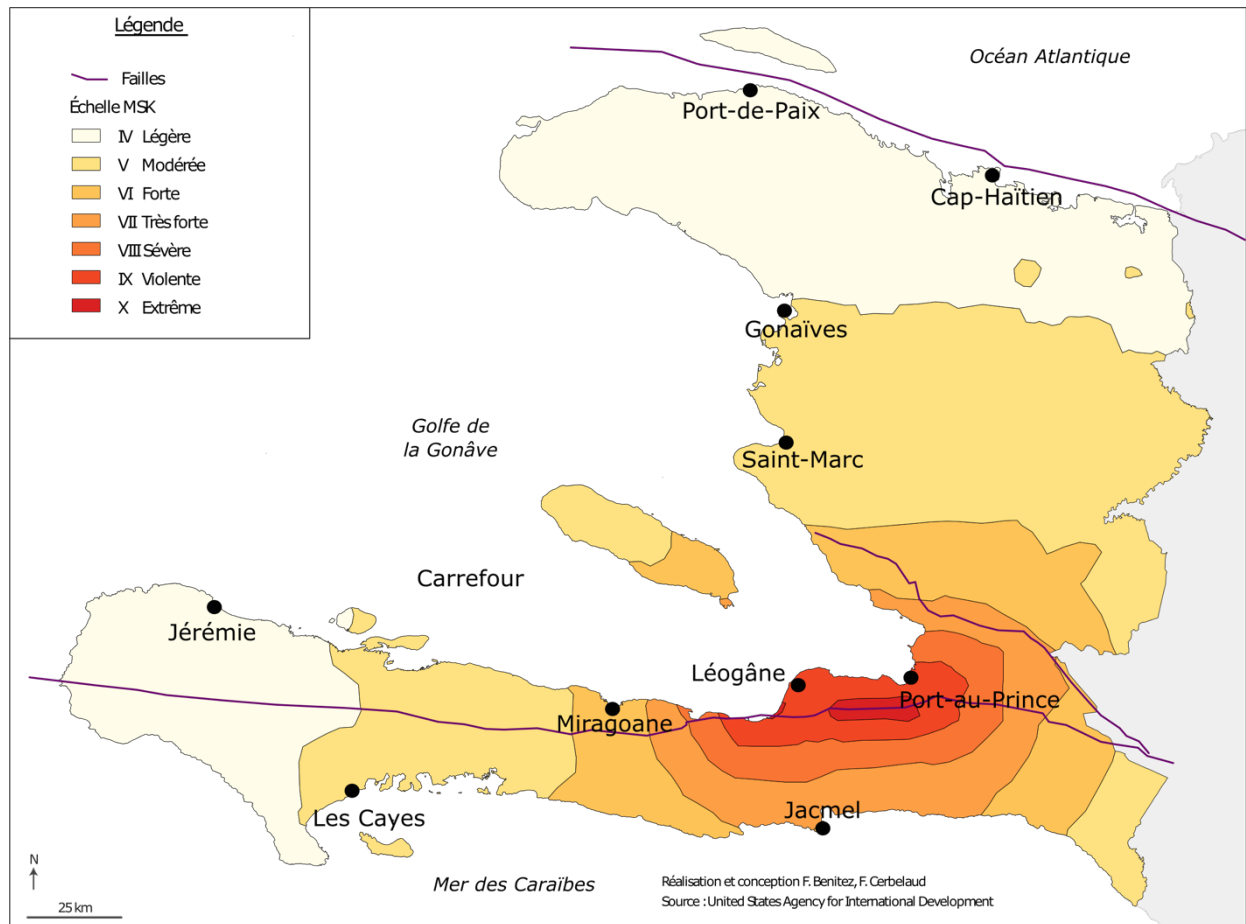 Légende
Failles
Échelle MSK
IV Légère
V Modérée
VI Forte
VII Très forte
VIII Sévère
IX Violente
X Extrême
Océan Atlantique
Port-de-Paix
Cap-Haïtien
Gonaïves
Golfe de
la Gonâve
Saint-Marc
Carrefour
Jérémie
Léogâne
Port-au-Prince
Miragoane
Les Cayes
Jacmel
Mer des Caraïbes
N
25 km
Réalisation et conception F. Benitez, F. Cerbelaud
Source : United States Agency for International Development